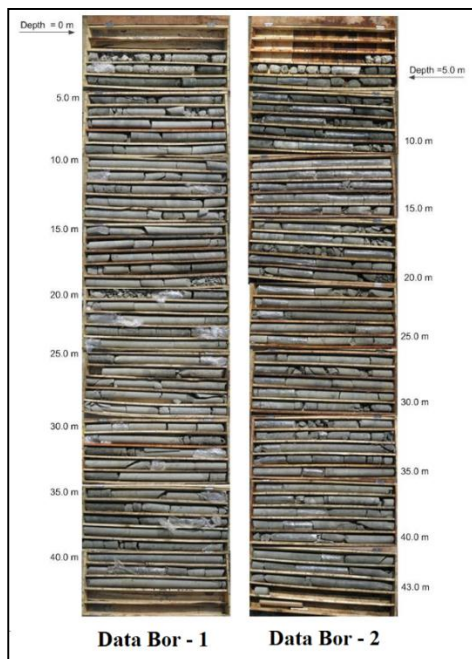 Depth = 0 m
5.0 m
10.0 m
15.0 m
20.0 m
25.0 m
30.0 m
35.0 m
40.0 m
Data Bor - 1
Depth =5.0 m
10.0 m
15.0 m
20.0 m
25.0 m
30.0 m
35.0 m
40.0 m
43.0 m
Data Bor - 2